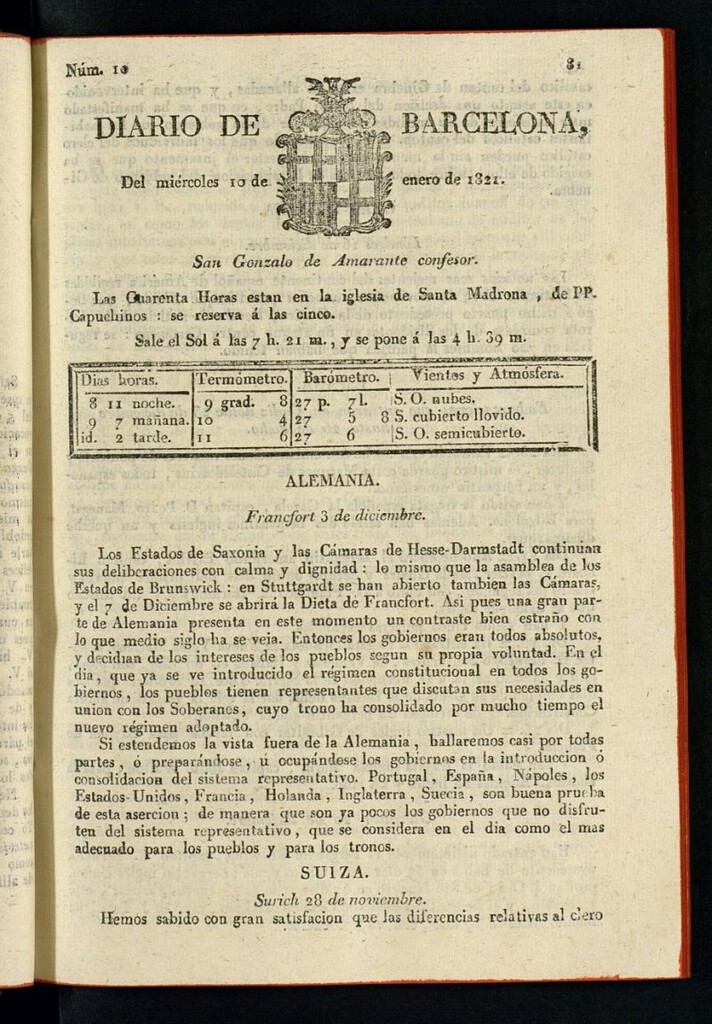 Núm. 10
DIARIO DE BARCELONA,
Del miércoles 10 de enero de 1821.
San Gonzalo de Amarante confesor.
Las Cuarenta Horas estan en la iglesia de Santa Madrona , de PP.
Capuchinos : se reserva á las cinco.
Sale el Sol á las 7 h. 21 m. , y se pone á las 4 h. 39 m.
Dias horas. Termómetro. Barómetro. Vientos y Atmósfera.
8 11 noche. 9 grad. 8 27 p. 7 l. S. O. nubes.
9 7 mañana. 10 4 27 5 8 S. cubierto llovido.
id. 2 tarde. 11 6 27 6 S. O. semicubierto.
ALEMANIA.
Francfort 3 de diciembre.
Los Estados de Saxonia y las Cámaras de Hesse-Darmstadt continúan
sus deliberaciones con calma y dignidad : lo mismo que la asamblea de los
Estados de Brunswick : en Stuttgardt se han abierto tambien las Cámaras,
y el 7 de Diciembre se abrirá la Dieta de Francfort. Asi pues una gran par-
te de Alemania presenta en este momento un contraste bien estraño con
lo que medio siglo ha se veia. Entonces los gobiernos eran todos absolutos,
y decidian de los intereses de los pueblos segun su propia voluntad. En el
dia , que ya se ve introducido el régimen constitucional en todos los go-
biernos , los pueblos tienen representantes que discutan sus necesidades en
union con los Soberanos, cuyo trono ha consolidado por mucho tiempo el
nuevo régimen adoptado.
Si estendemos la vista fuera de la Alemania , hallaremos casi por todas
partes , ó preparándose , ú ocupándose los gobiernos en la introduccion ó
consolidacion del sistema representativo. Portugal, España , Nápoles , los
Estados-Unidos , Francia , Holanda , Inglaterra , Suecia , son buena prueba
de esta asercion ; de manera que son ya pocos los gobiernos que no disfru-
ten del sistema representativo , que se considera en el dia como el mas
adecuado para los pueblos y para los tronos.
SUIZA.
Surich 28 de noviembre.
Hemos sabido con gran satisfacion que las diferencias relativas al clero